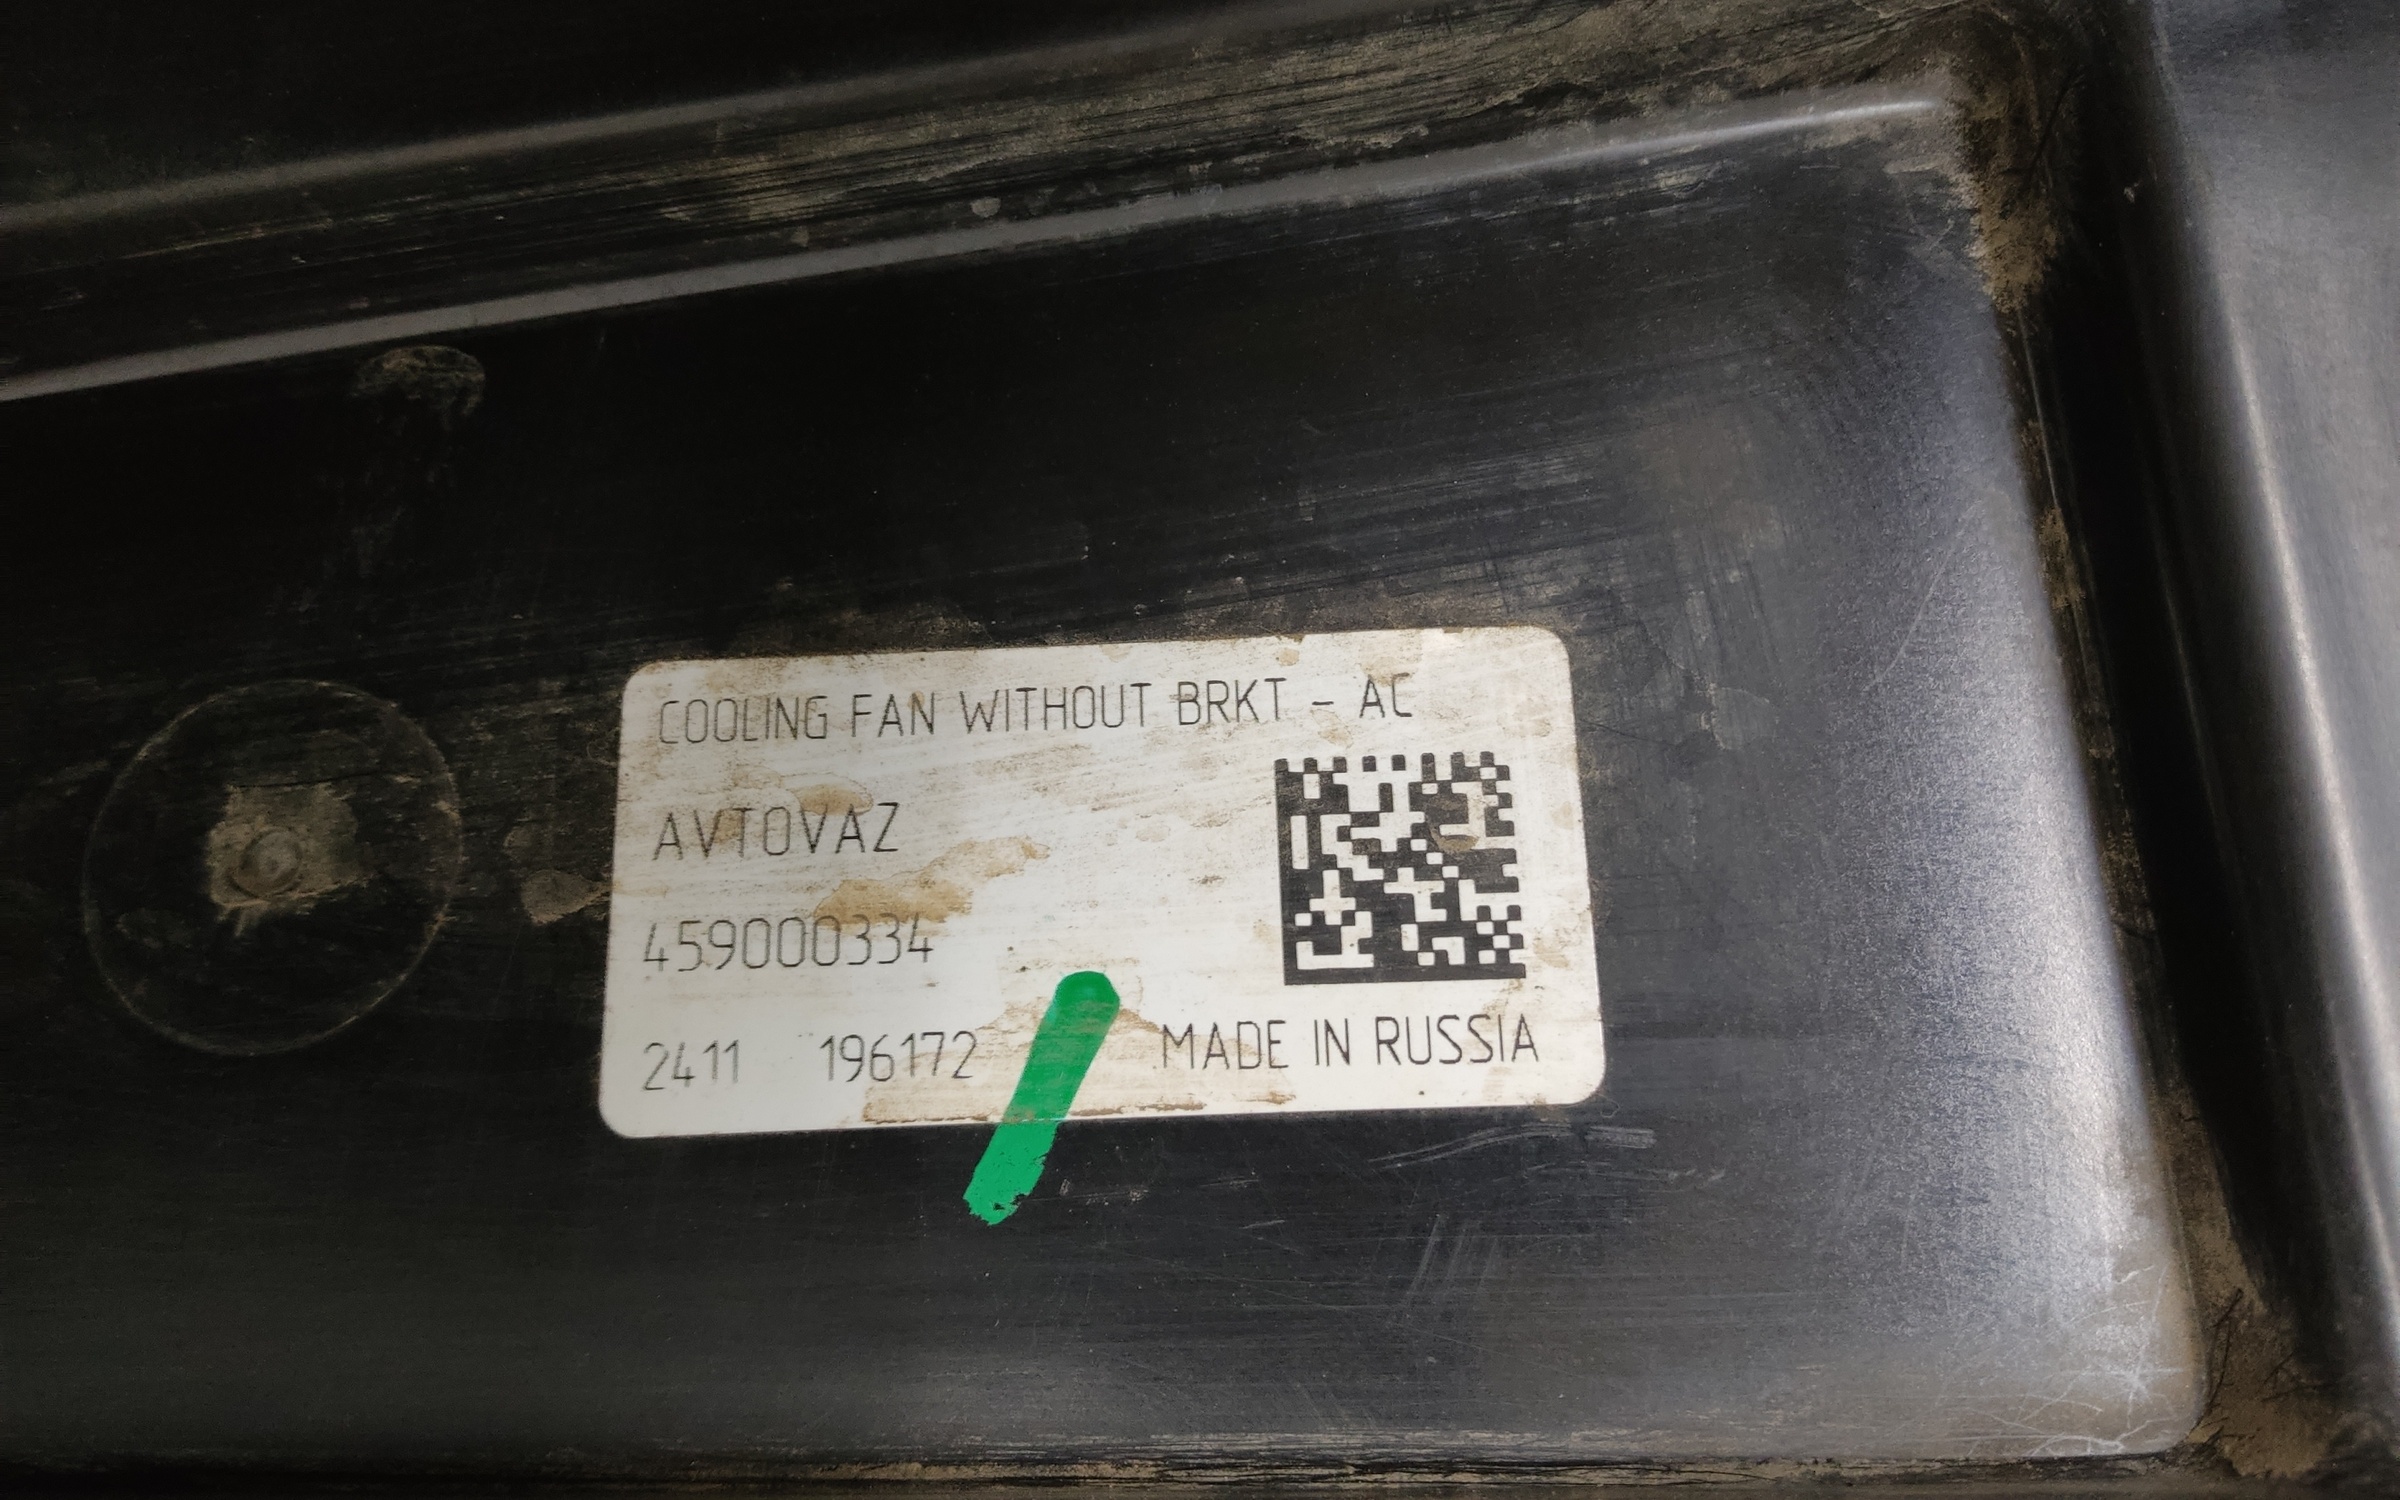 COOLING FAN WITHOUT BRKT - AC
AVTOVAZ
459000334
2411 196172 MADE IN RUSSIA